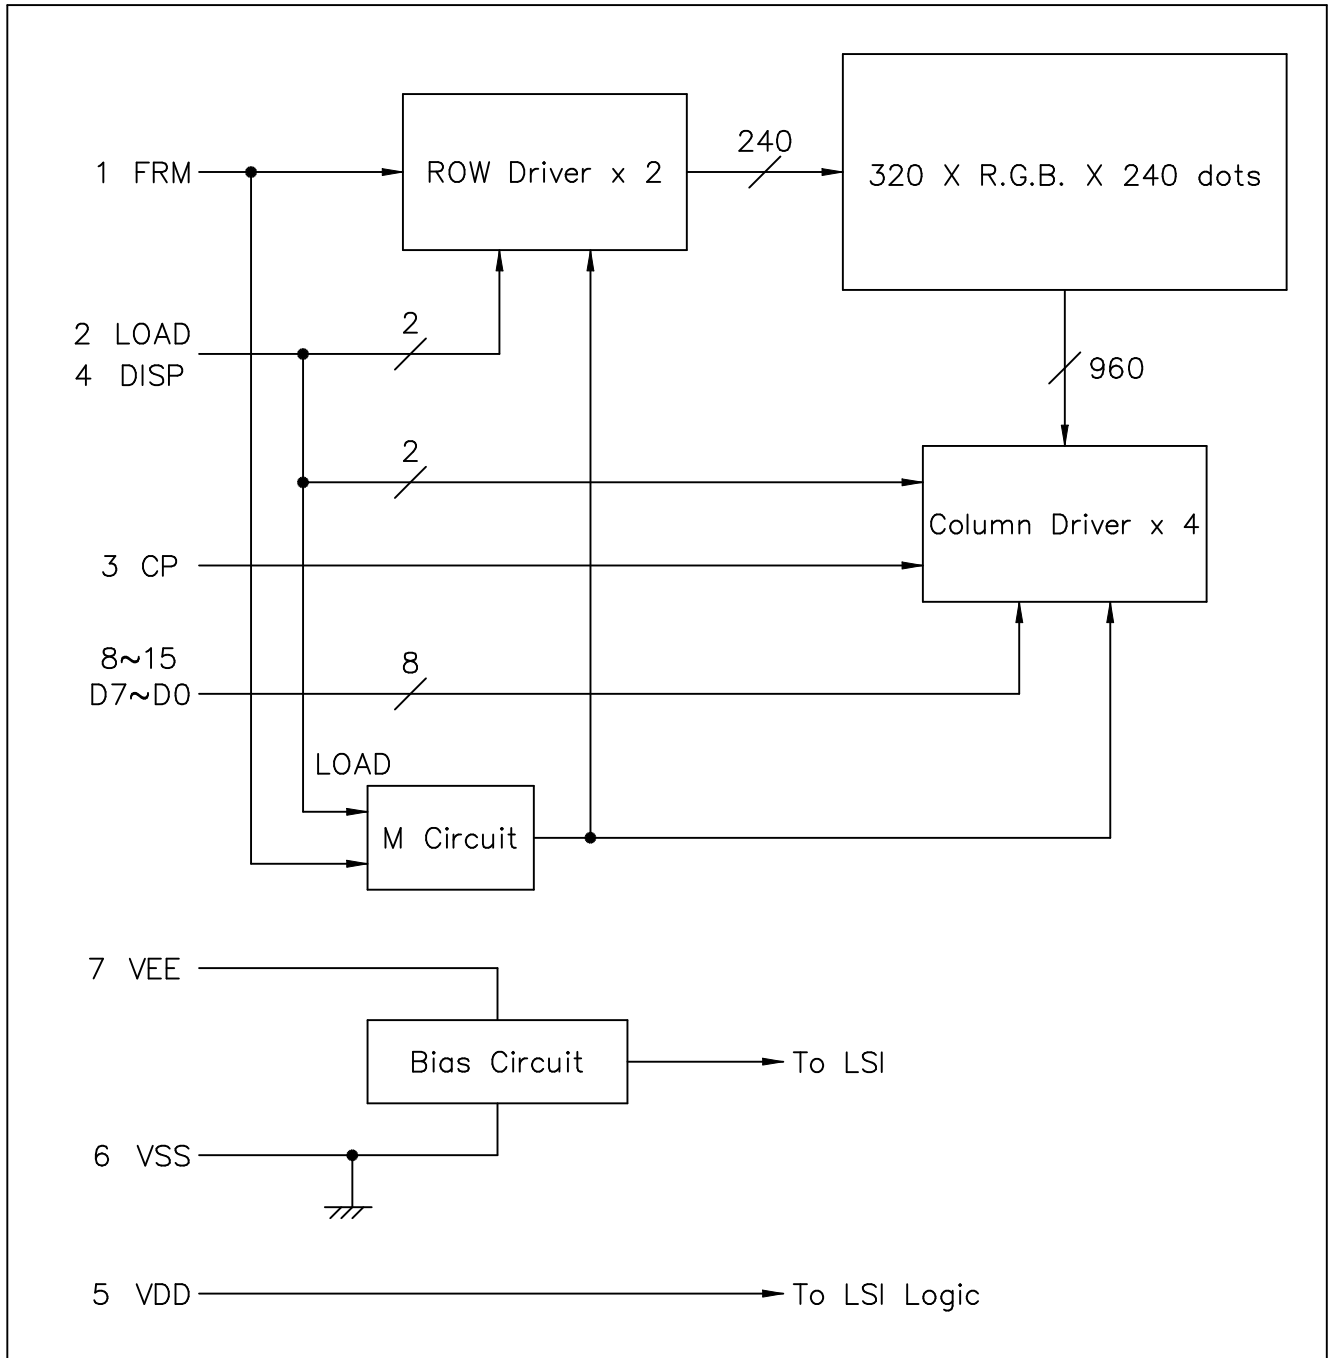 240
1 FRM
ROW Driver x 2
320 X R.G.B. X 240 dots
2 LOAD
2
4 DISP
960
2
Column Driver x 4
3 CP
8~15
8
D7~D0
LOAD
M Circuit
7 VEE
Bias Circuit
To LSI
6 VSS
5 VDD
To LSI Logic